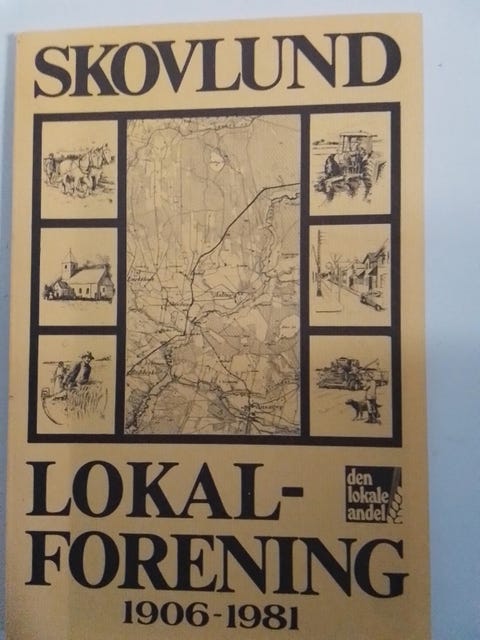 SKOVLUND
LOKAL-
FORENING
1906-1981
den
lokale
andel